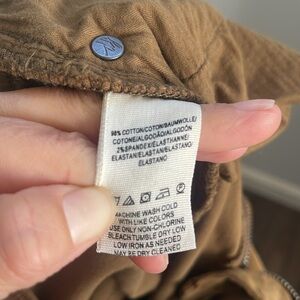 98% COTTON/COTON/BAUMWOLLE/
COTONE/ALGODÃO/ALGODÓN
2% SPANDEX/ELASTHANNE/
ELASTAN/ELASTAN/ELASTANO/
ELASTANO
MACHINE WASH COLD
WITH LIKE COLORS
USE ONLY NON-CHLORINE
BLEACH TUMBLE DRY LOW
LOW IRON AS NEEDED
MAY BE DRY CLEANED